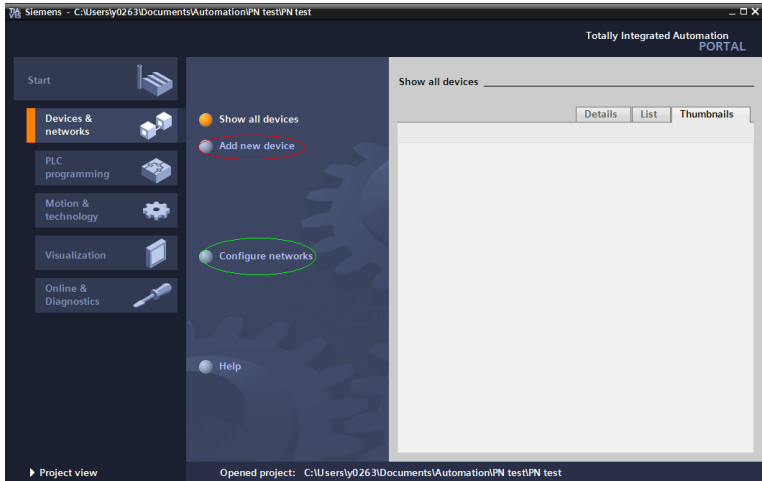 Siemens - C:\Users\y0263\Documents\Automation\PN test\PN test
Totally Integrated Automation
PORTAL
Start
Devices &
networks
PLC
programming
Motion &
technology
Visualization
Online &
Diagnostics
Show all devices
Add new device
Configure networks
Help
Show all devices
Details List Thumbnails
Project view
Opened project: C:\Users\y0263\Documents\Automation\PN test\PN test